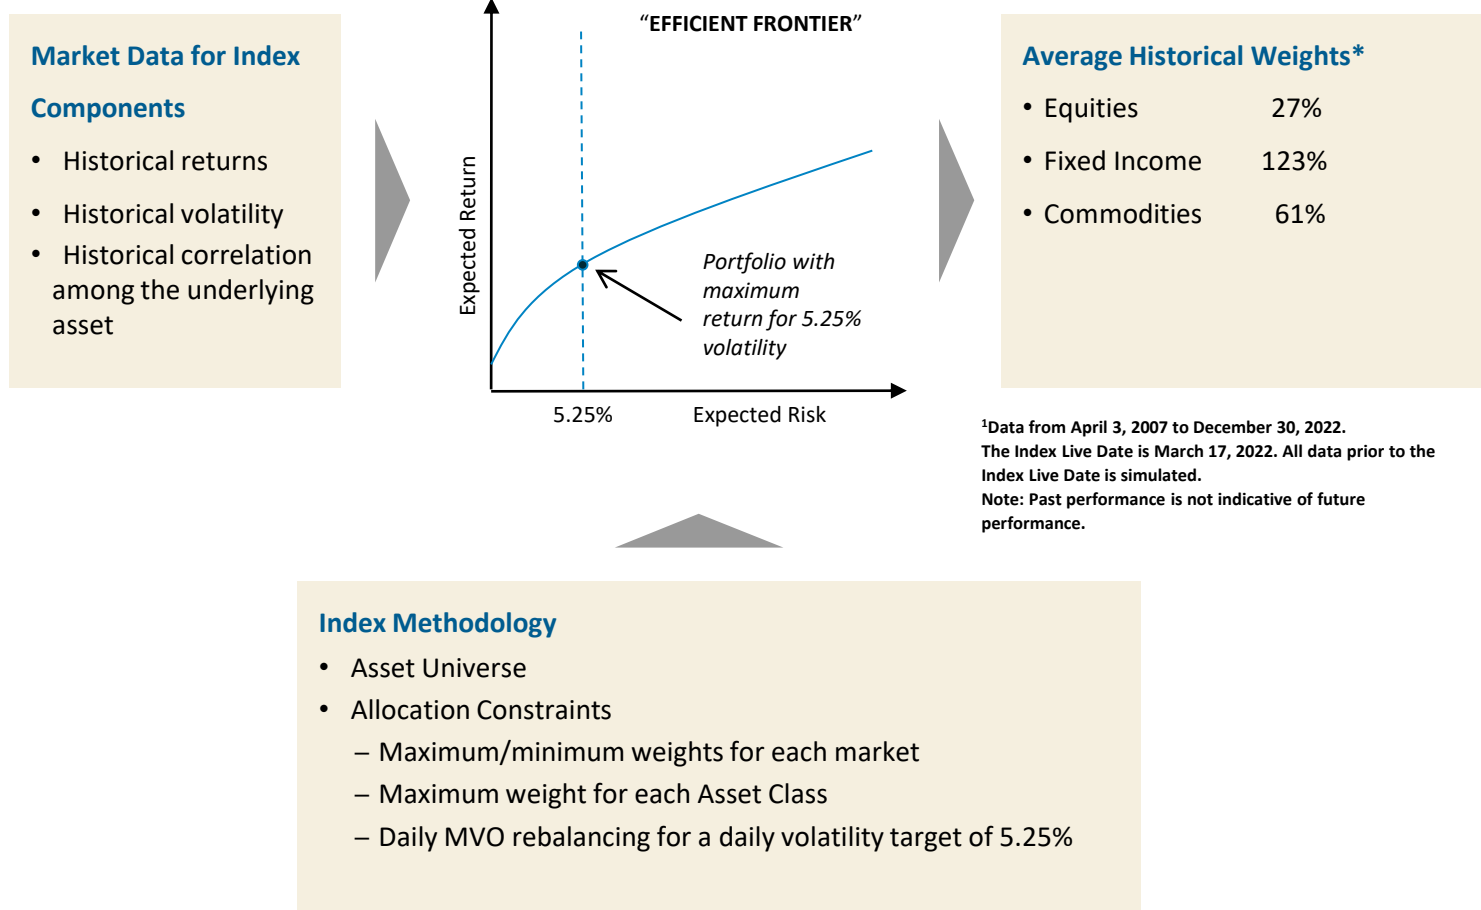 Market Data for Index
Components
• Historical returns
• Historical volatility
• Historical correlation
among the underlying
asset
“EFFICIENT FRONTIER”
Expected Return
Portfolio with
maximum
return for 5.25%
volatility
5.25%
Expected Risk
Average Historical Weights*
• Equities 27%
• Fixed Income 123%
• Commodities 61%
¹Data from April 3, 2007 to December 30, 2022.
The Index Live Date is March 17, 2022. All data prior to the
Index Live Date is simulated.
Note: Past performance is not indicative of future
performance.
Index Methodology
• Asset Universe
• Allocation Constraints
– Maximum/minimum weights for each market
– Maximum weight for each Asset Class
– Daily MVO rebalancing for a daily volatility target of 5.25%